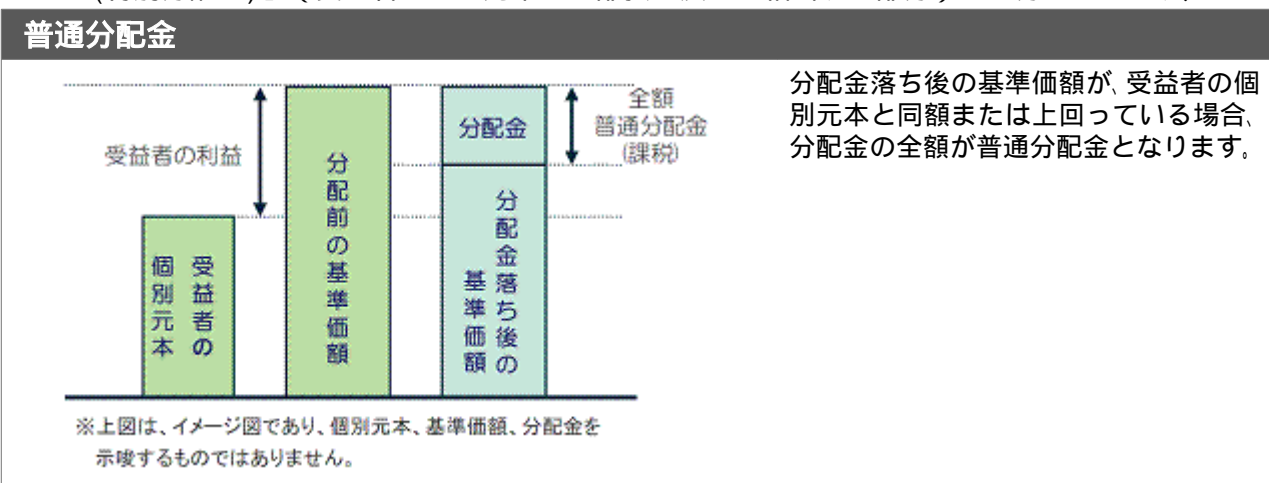 普通分配金
分配金落ち後の基準価額が、受益者の個
別元本と同額または上回っている場合、
分配金の全額が普通分配金となります。
受益者の利益
受益者の
個別元本
分配前の基準価額
分配金
分配金落ち後の
基準価額
全額
普通分配金
(課税)
※上図は、イメージ図であり、個別元本、基準価額、分配金を
示唆するものではありません。